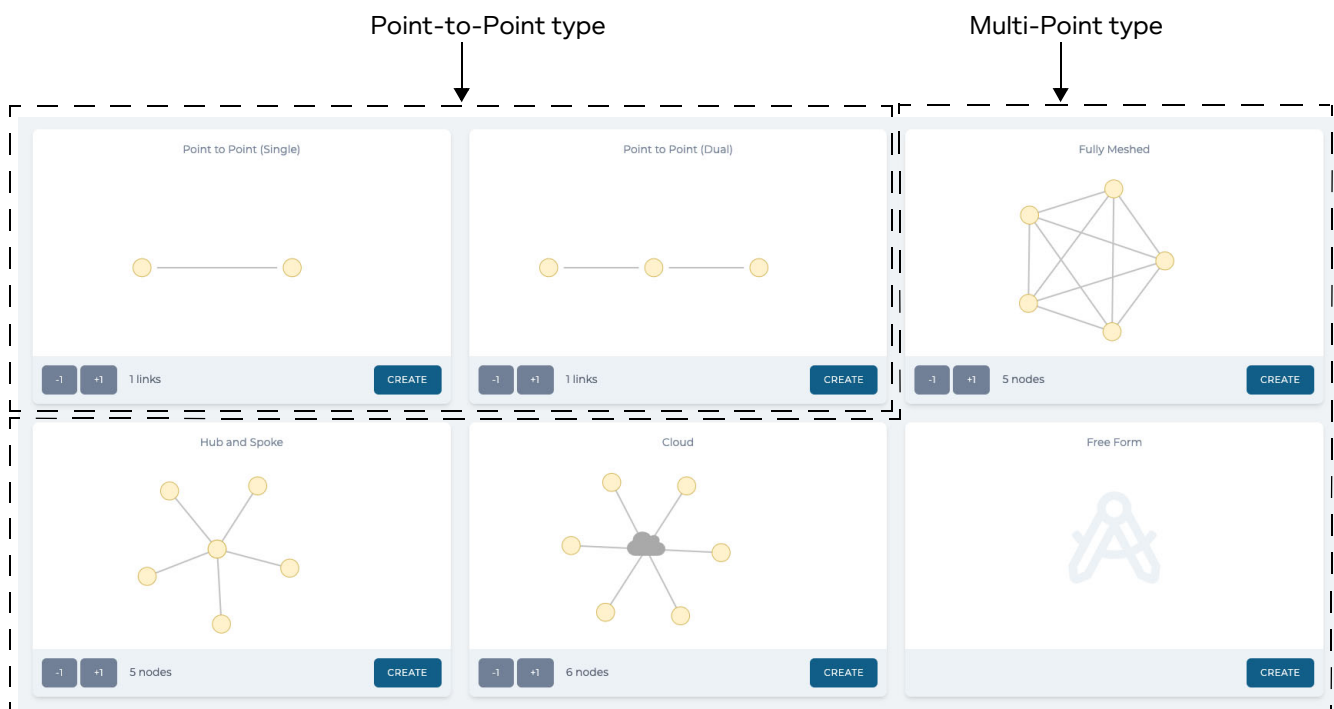 Point-to-Point type
Multi-Point type
Point to Point (Single)
Point to Point (Dual)
Fully Meshed
-1
+1
1 links
CREATE
-1
+1
1 links
CREATE
-1
+1
5 nodes
CREATE
Hub and Spoke
Cloud
Free Form
-1
+1
5 nodes
CREATE
-1
+1
6 nodes
CREATE
CREATE